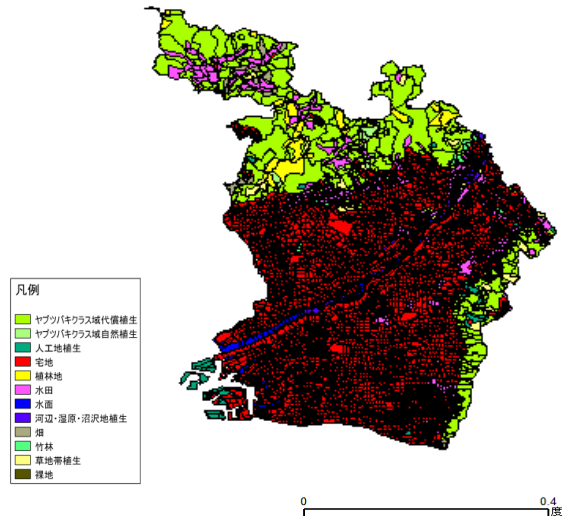 凡例
ヤブツバキクラス域代償植生
ヤブツバキクラス域自然植生
人工地植生
宅地
植林地
水田
水面
河辺・湿原・沼沢地植生
畑
竹林
草地帯植生
裸地
0 0.4
度